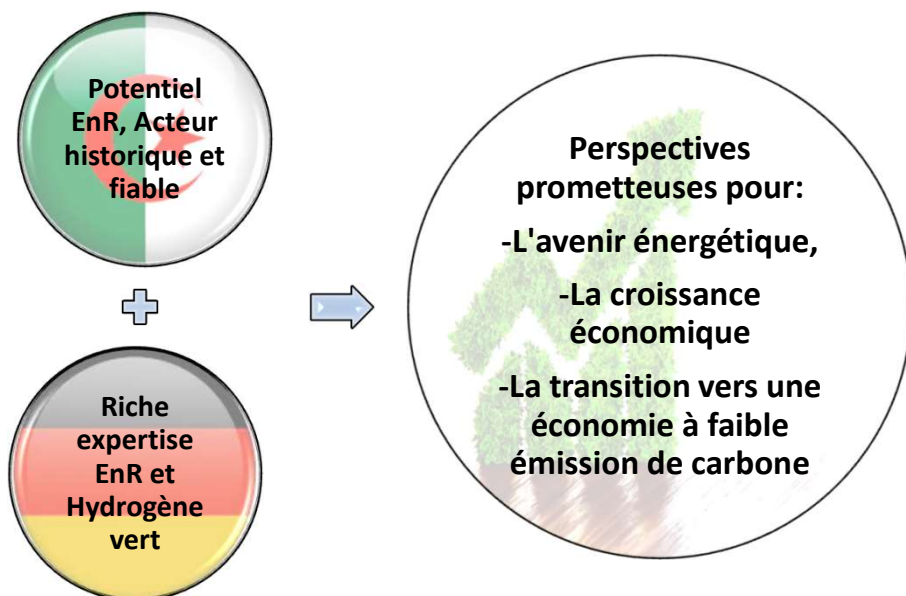 Potentiel
EnR, Acteur
historique et
fiable
Riche
expertise
EnR et
Hydrogène
vert
Perspectives
prometteuses pour:
-L'avenir énergétique,
-La croissance
économique
-La transition vers une
économie à faible
émission de carbone